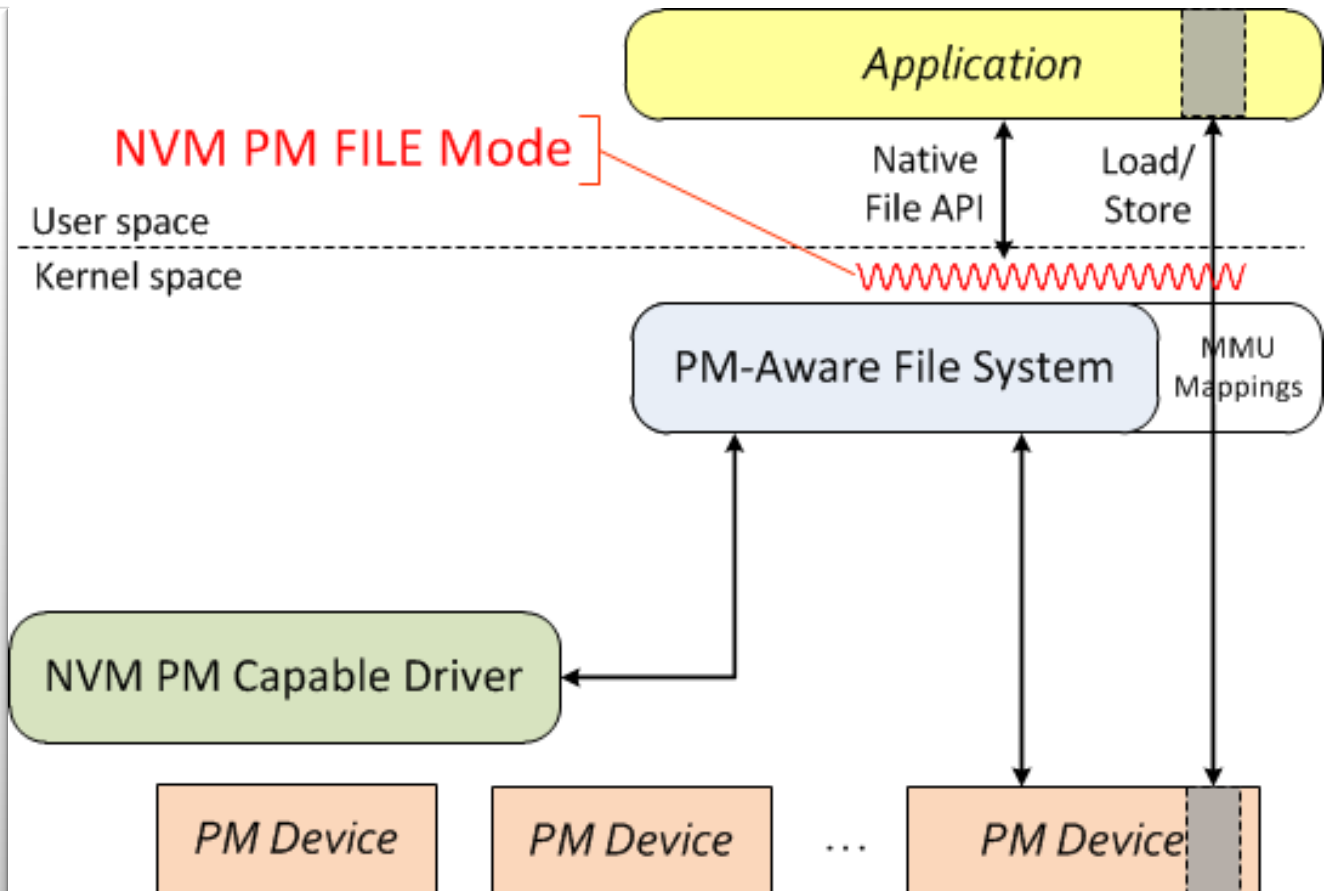 Application
NVM PM FILE Mode
Native
File API
Load/
Store
User space
Kernel space
PM-Aware File System
MMU
Mappings
NVM PM Capable Driver
PM Device
PM Device
...
PM Device